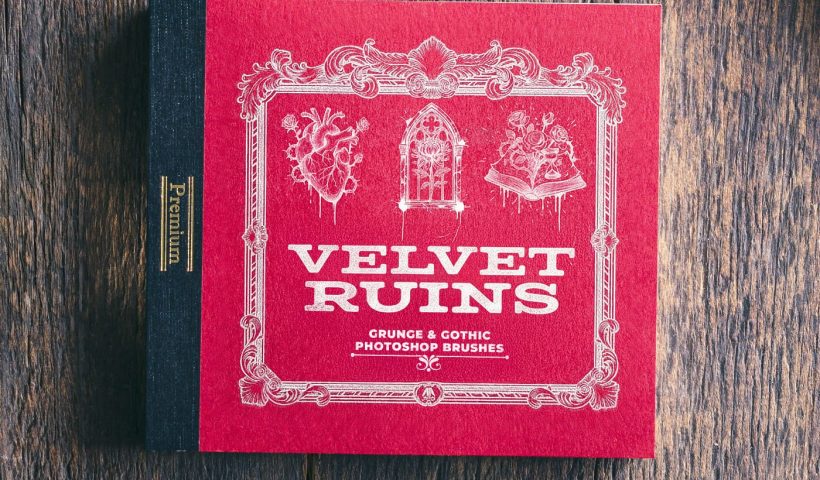 Premium
VELVET
RUINS
GRUNGE & GOTHIC
PHOTOSHOP BRUSHES